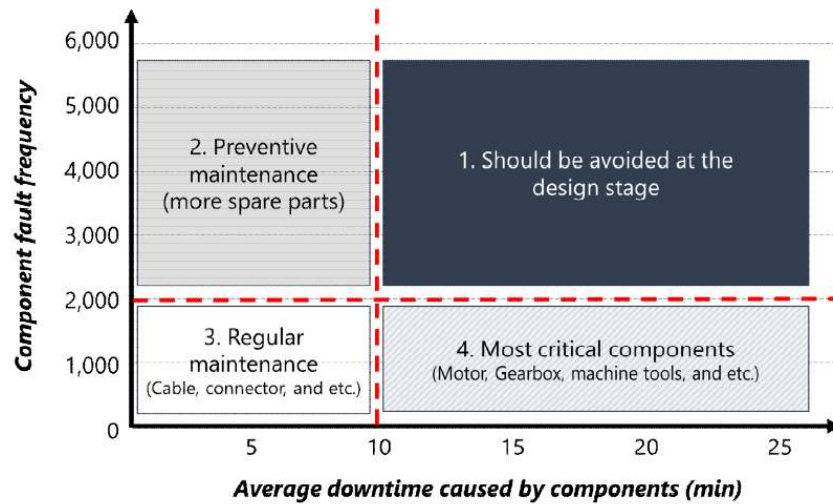 Component fault frequency
6,000
5,000
4,000
3,000
2,000
1,000
0
2. Preventive
maintenance
(more spare parts)
1. Should be avoided at the
design stage
3. Regular
maintenance
(Cable, connector, and etc.)
4. Most critical components
(Motor, Gearbox, machine tools, and etc.)
5
10
15
20
25
Average downtime caused by components (min)